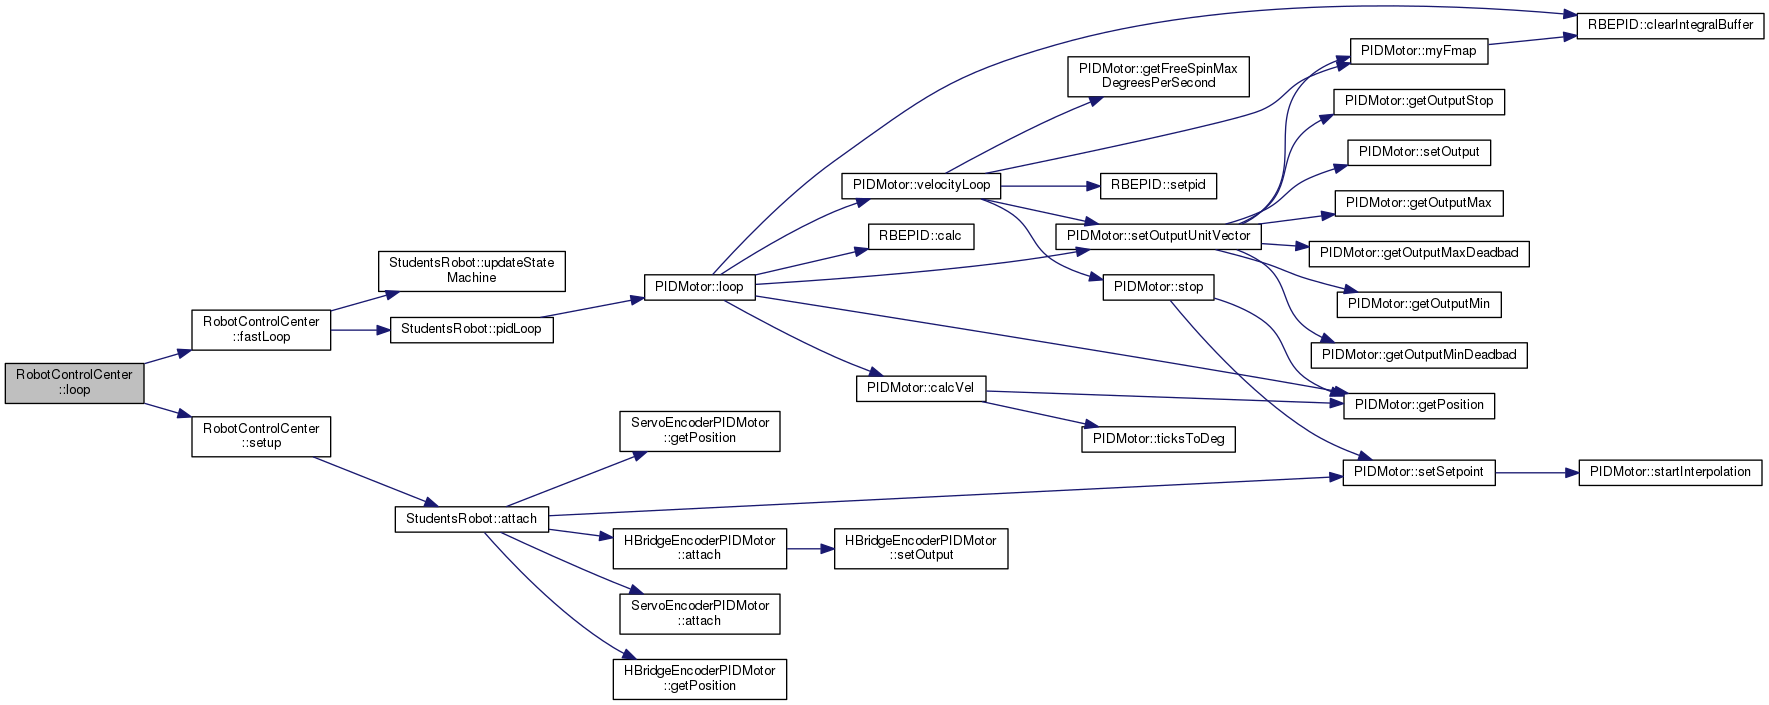 RobotControlCenter
::loop
RobotControlCenter
::fastLoop
RobotControlCenter
::setup
StudentsRobot::updateState
Machine
StudentsRobot::pidLoop
StudentsRobot::attach
PIDMotor::loop
ServoEncoderPIDMotor
::getPosition
HBridgeEncoderPIDMotor
::attach
ServoEncoderPIDMotor
::attach
HBridgeEncoderPIDMotor
::getPosition
PIDMotor::velocityLoop
RBEPID::calc
PIDMotor::calcVel
HBridgeEncoderPIDMotor
::setOutput
PIDMotor::getFreeSpinMax
DegreesPerSecond
RBEPID::setpid
PIDMotor::setOutputUnitVector
PIDMotor::stop
PIDMotor::ticksToDeg
PIDMotor::myFmap
PIDMotor::getOutputStop
PIDMotor::setOutput
PIDMotor::getOutputMax
PIDMotor::getOutputMaxDeadbad
PIDMotor::getOutputMin
PIDMotor::getOutputMinDeadbad
PIDMotor::getPosition
PIDMotor::setSetpoint
RBEPID::clearIntegralBuffer
PIDMotor::startInterpolation